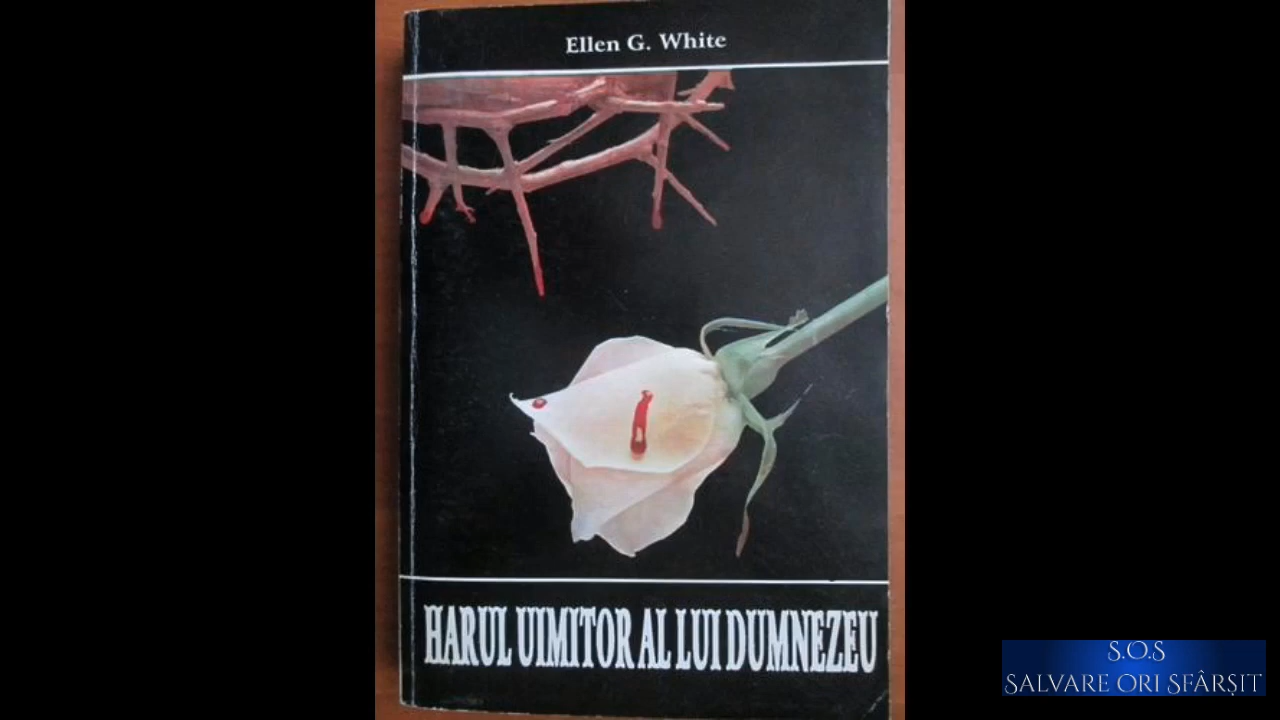 Ellen G. White
HARUL UIMITOR AL LUI DUMNEZEU
S.O.S
SALVARE ORI SFÂRȘIT